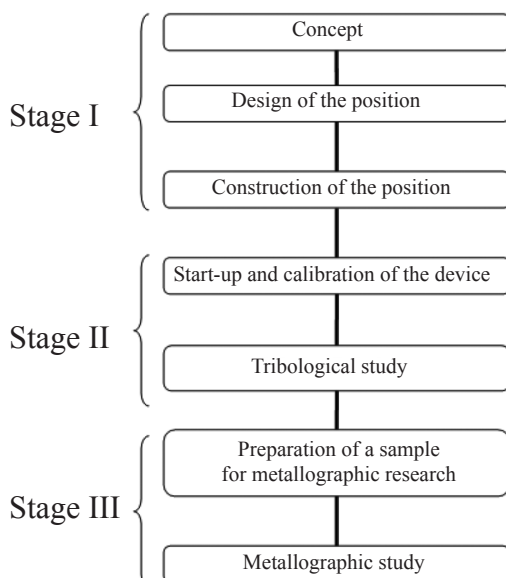 Stage I
Concept
Design of the position
Construction of the position
Stage II
Start-up and calibration of the device
Tribological study
Stage III
Preparation of a sample
for metallographic research
Metallographic study